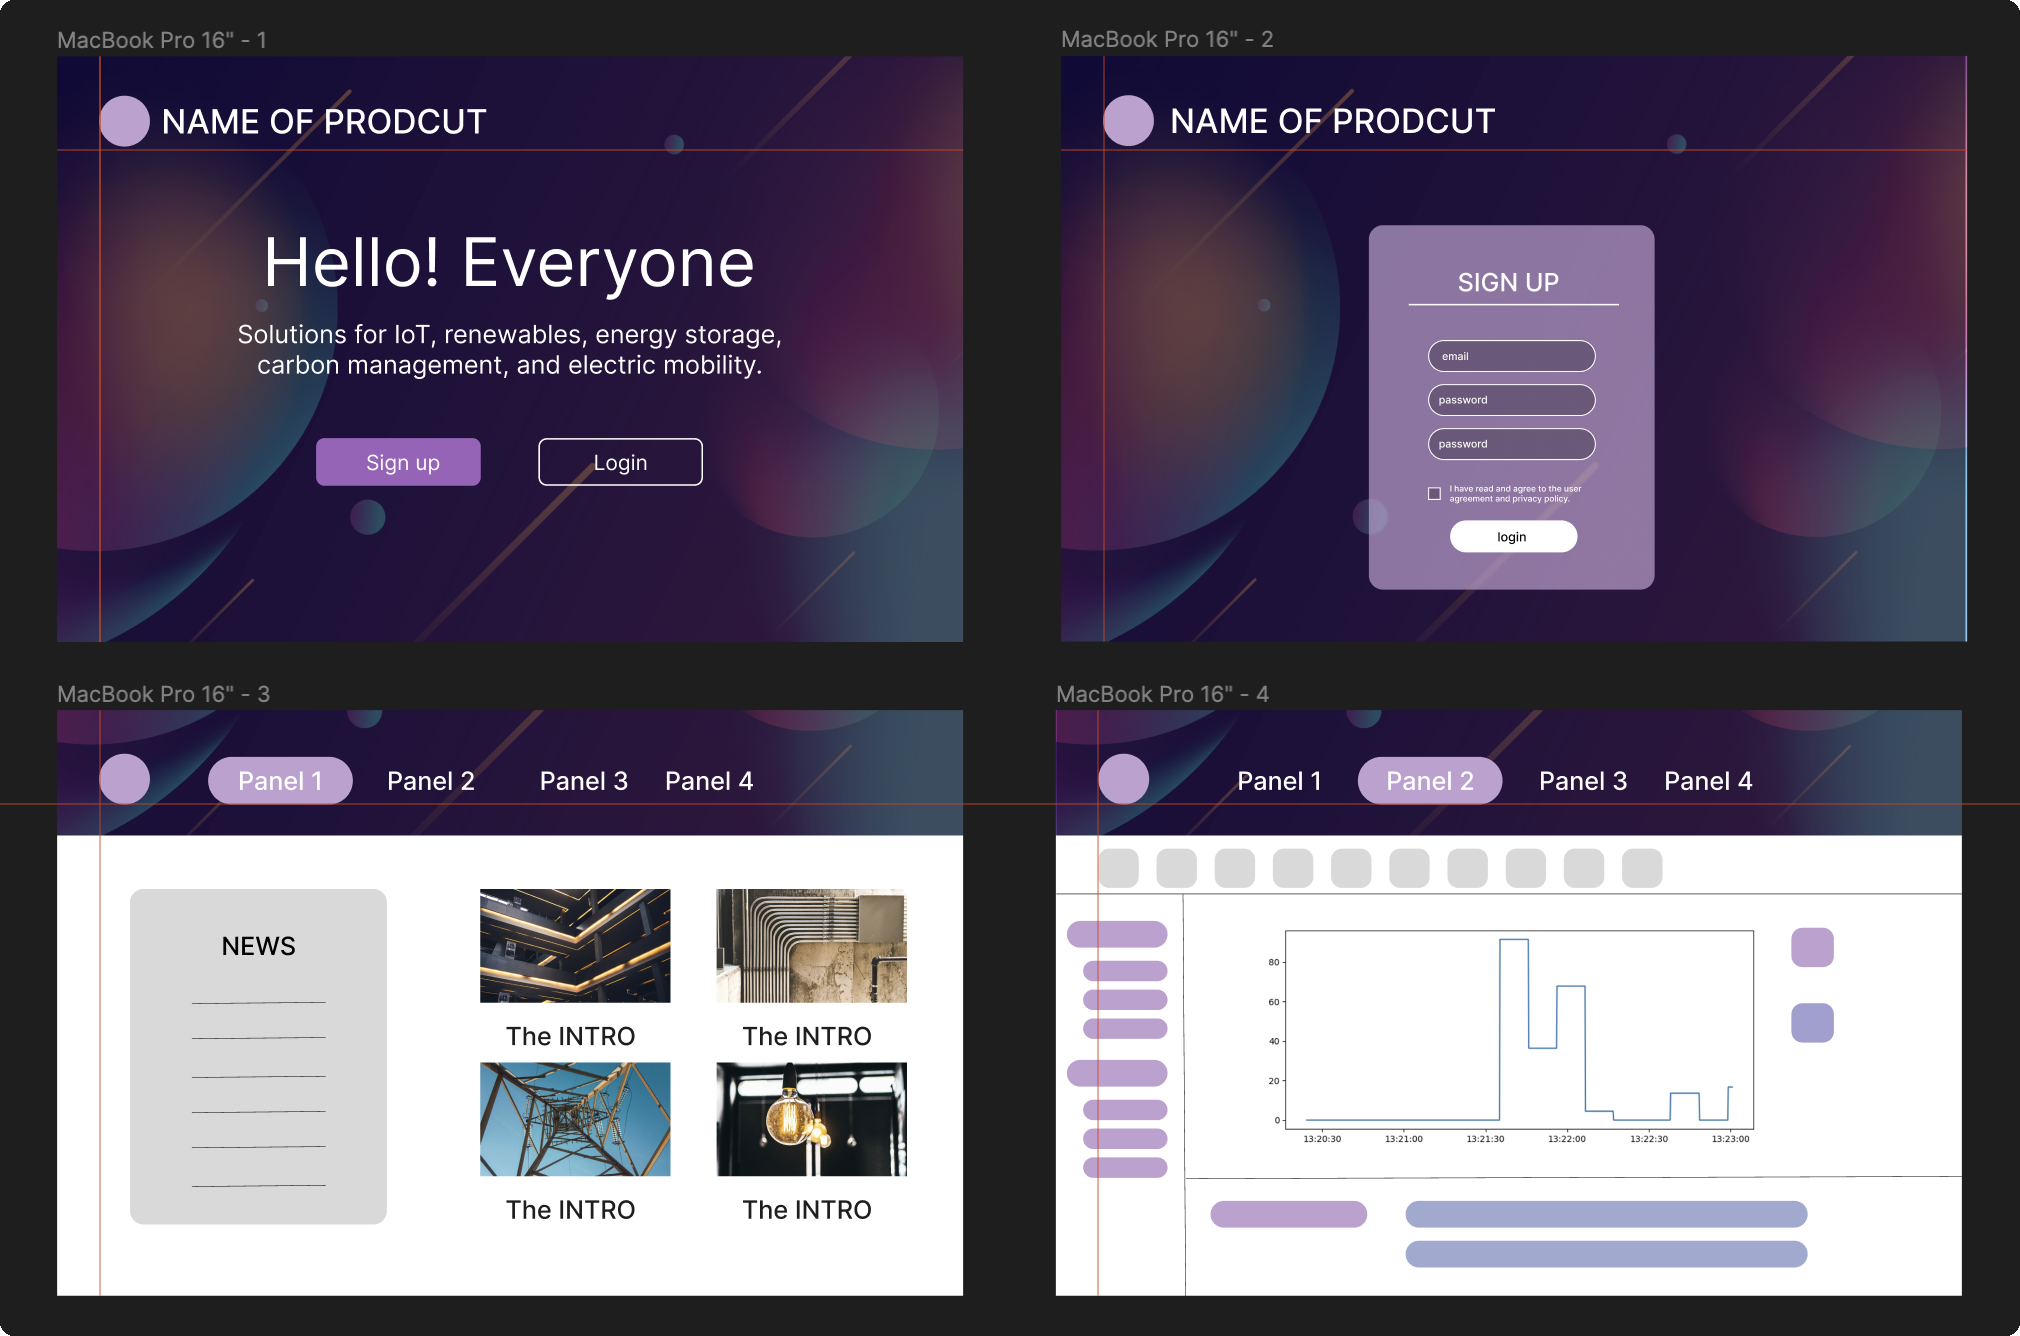 MacBook Pro 16" - 1
NAME OF PRODCUT
Hello! Everyone
Solutions for IoT, renewables, energy storage,
carbon management, and electric mobility.
Sign up
Login
MacBook Pro 16" - 2
NAME OF PRODCUT
SIGN UP
email
password
password
I have read and agree to the user
agreement and privacy policy.
login
MacBook Pro 16" - 3
Panel 1
Panel 2
Panel 3
Panel 4
NEWS
The INTRO
The INTRO
The INTRO
The INTRO
MacBook Pro 16" - 4
Panel 1
Panel 2
Panel 3
Panel 4
80
60
40
20
0
13:20:30
13:21:00
13:21:30
13:22:00
13:22:30
13:23:00